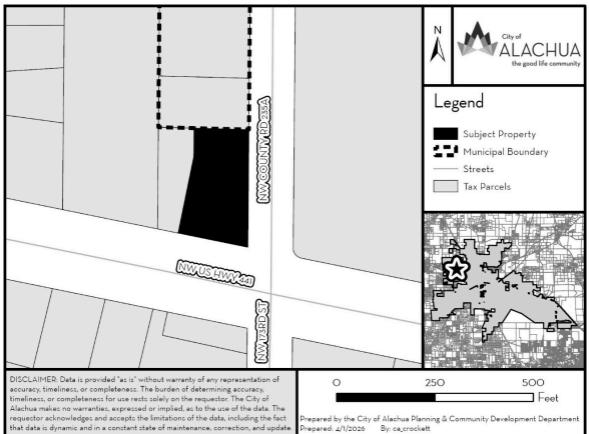 NW COUNTY RD 235A
NW US HWY 441
NW 173RD ST
N
City of
ALACHUA
the good life community
Legend
Subject Property
Municipal Boundary
Streets
Tax Parcels
DISCLAIMER: Data is provided "as is" without warranty of any representation of
accuracy, timeliness, or completeness. The burden of determining accuracy,
timeliness, or completeness for use rests solely on the requestor. The City of
Alachua makes no warranties, expressed or implied, as to the use of the data. The
requestor acknowledges and accepts the limitations of the data, including the fact
that data is dynamic and in a constant state of maintenance, correction, and update.
0 250 500
Feet
Prepared by the City of Alachua Planning & Community Development Department
Prepared: 4/1/2026 By: ca_crockett